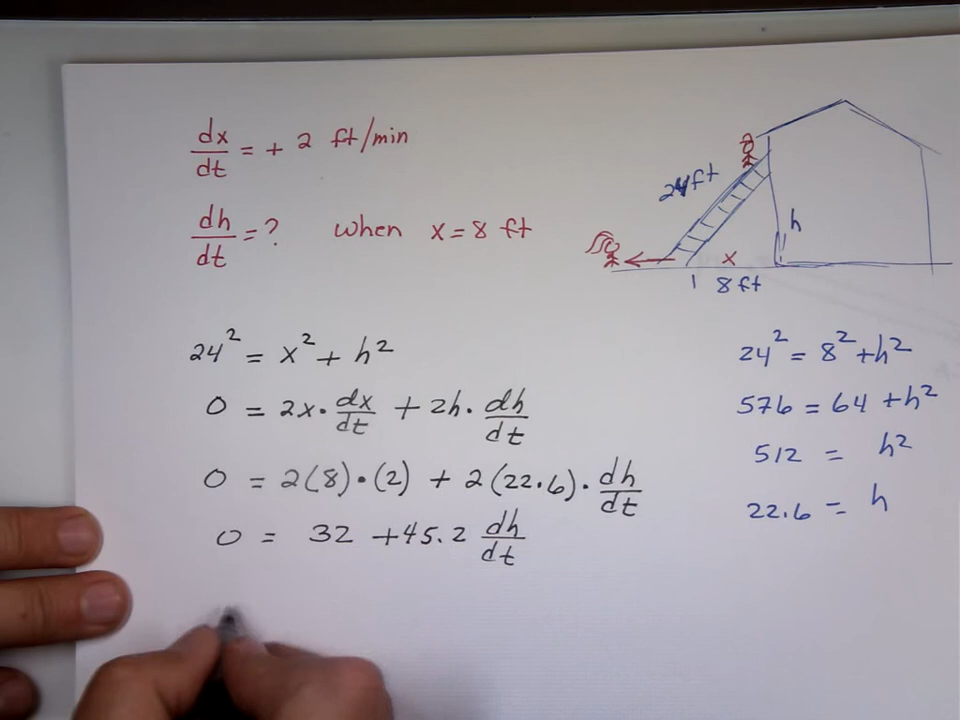 dx/dt = + 2 ft/min
dh/dt = ? when x = 8 ft
24ft
h
x
8 ft
24² = x² + h²
0 = 2x · dx/dt + 2h · dh/dt
0 = 2(8) · (2) + 2(22.6) · dh/dt
0 = 32 + 45.2 dh/dt
24² = 8² + h²
576 = 64 + h²
512 = h²
22.6 = h